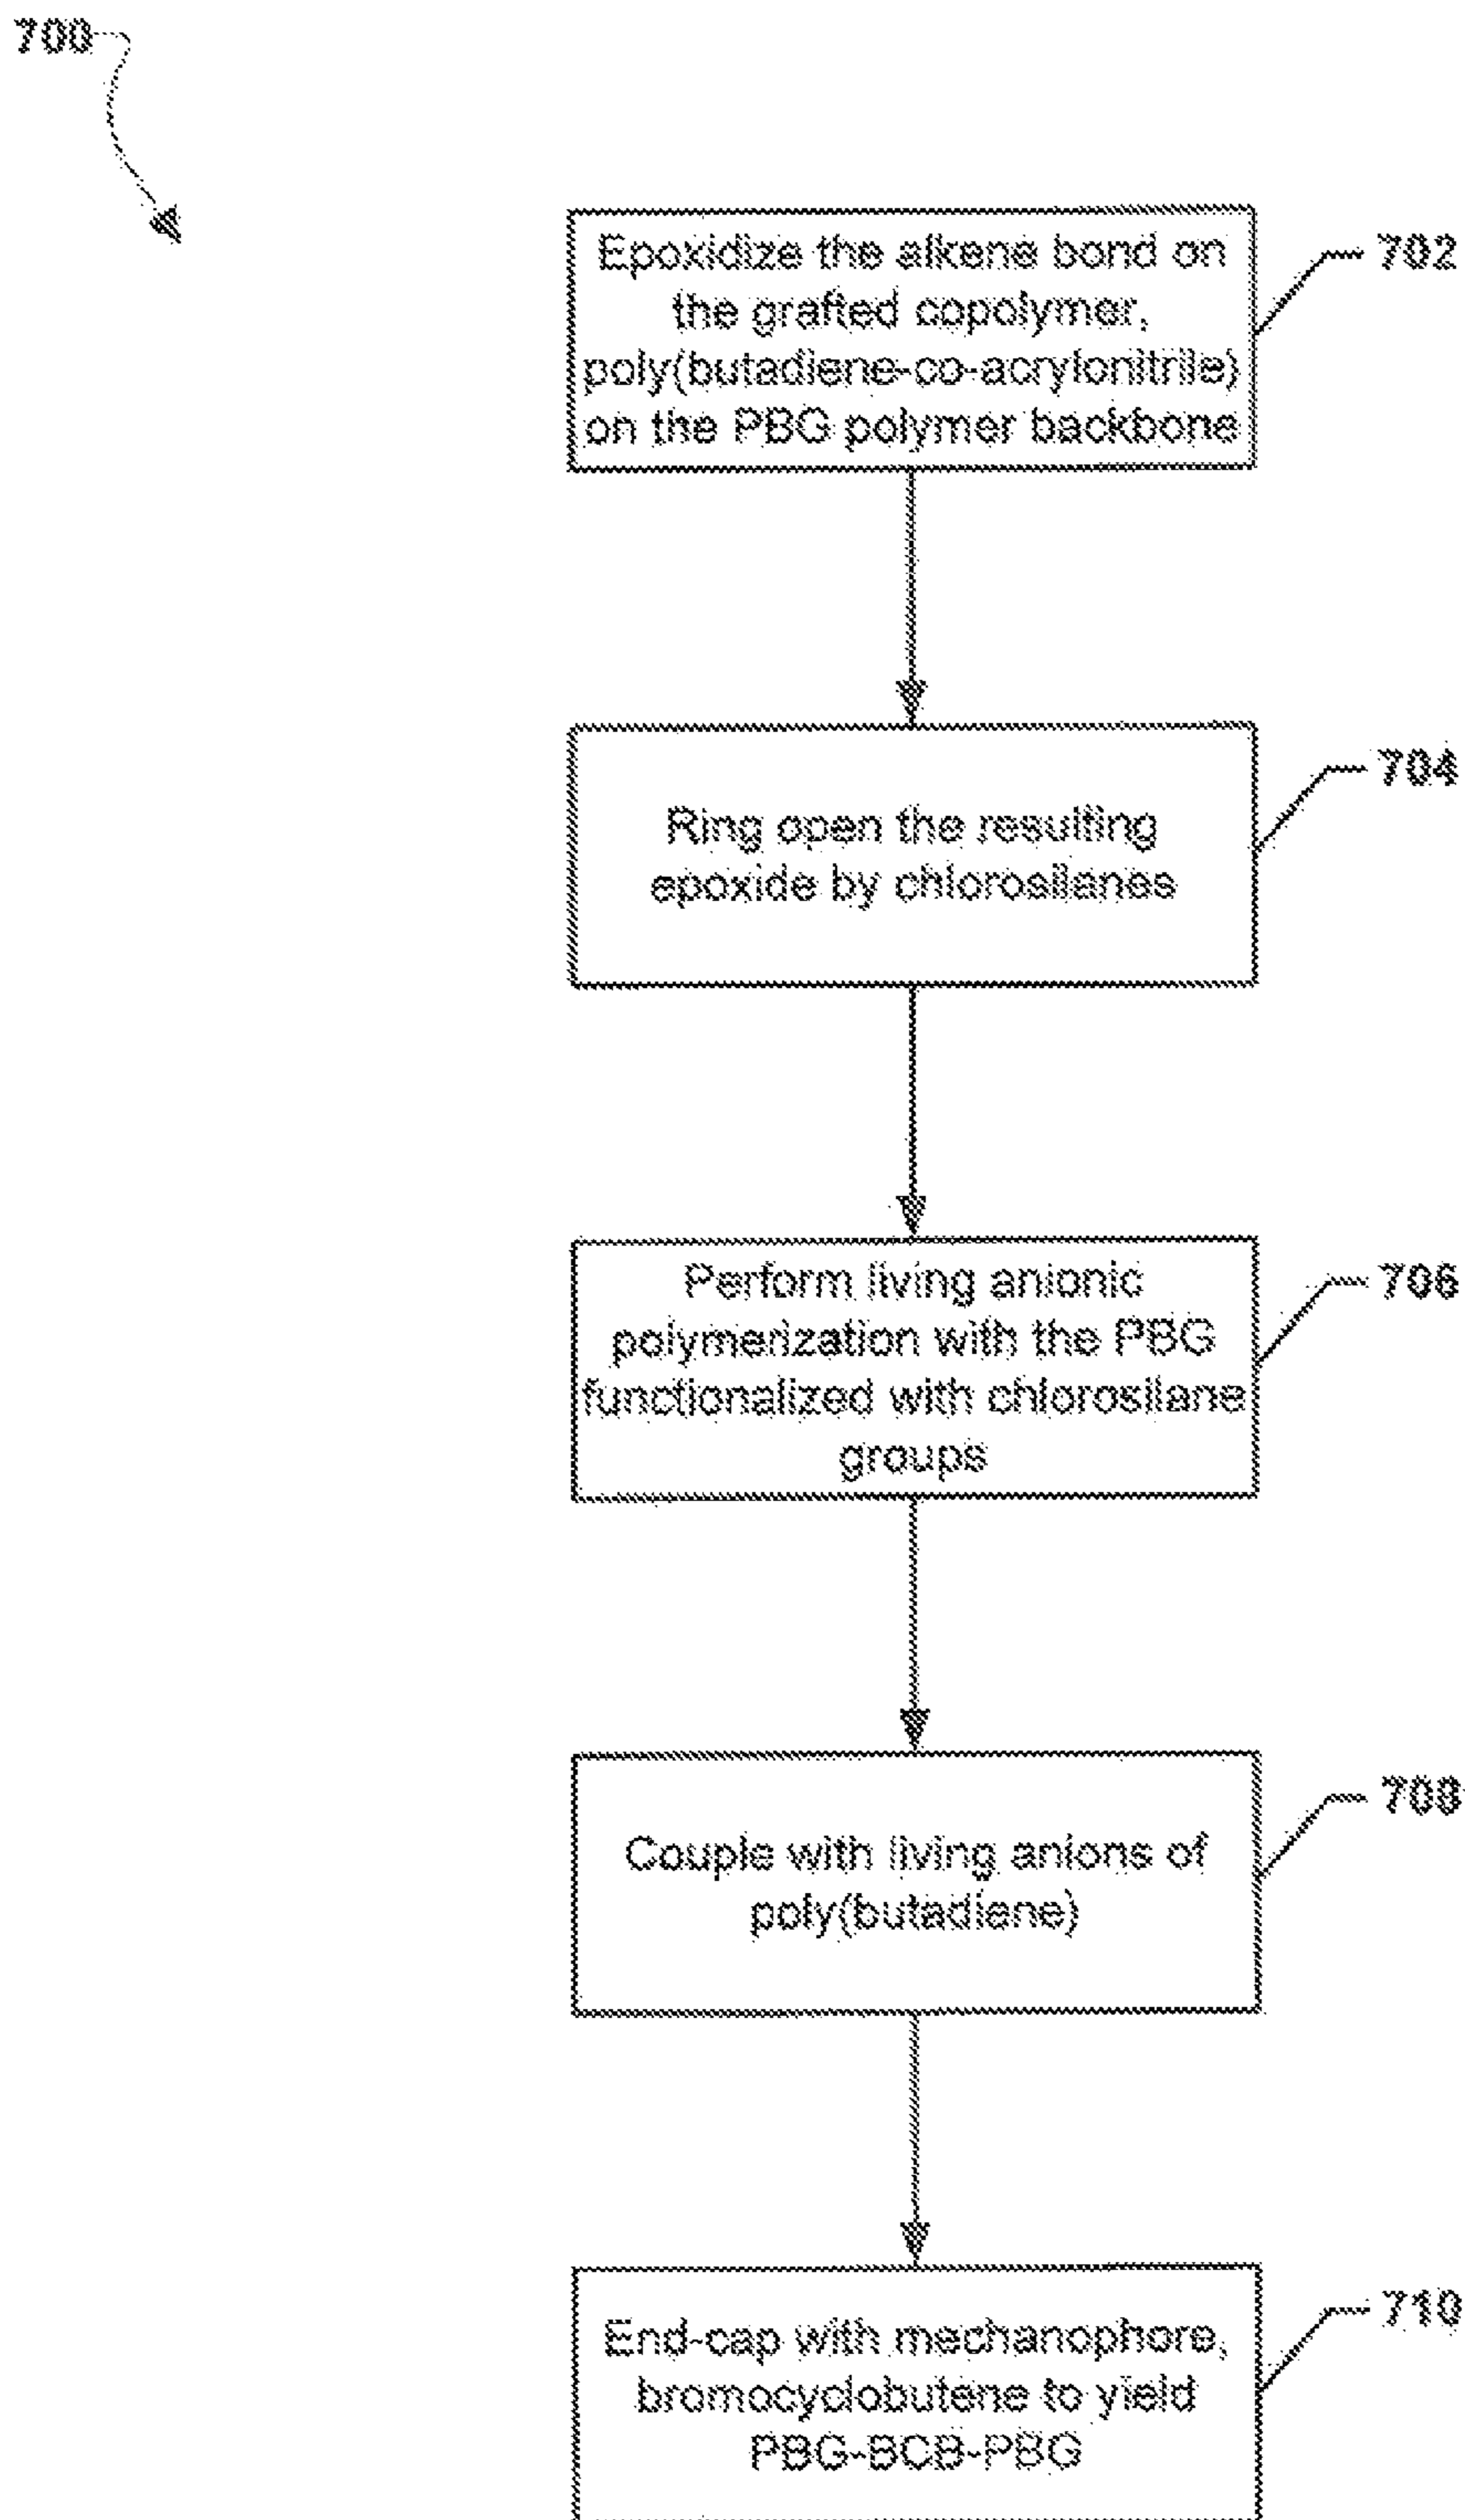 700
Epoxidize the alkene bond on
the grafted copolymer,
poly(butadiene-co-acrylonitrile)
on the PBG polymer backbone
702
Ring open the resulting
epoxide by chlorosilanes
704
Perform living anionic
polymerization with the PBG
functionalized with chlorosilane
groups
706
Couple with living anions of
poly(butadiene)
708
End-cap with mechanophore,
bromocyclobutene to yield
PBG-BCB-PBG
710